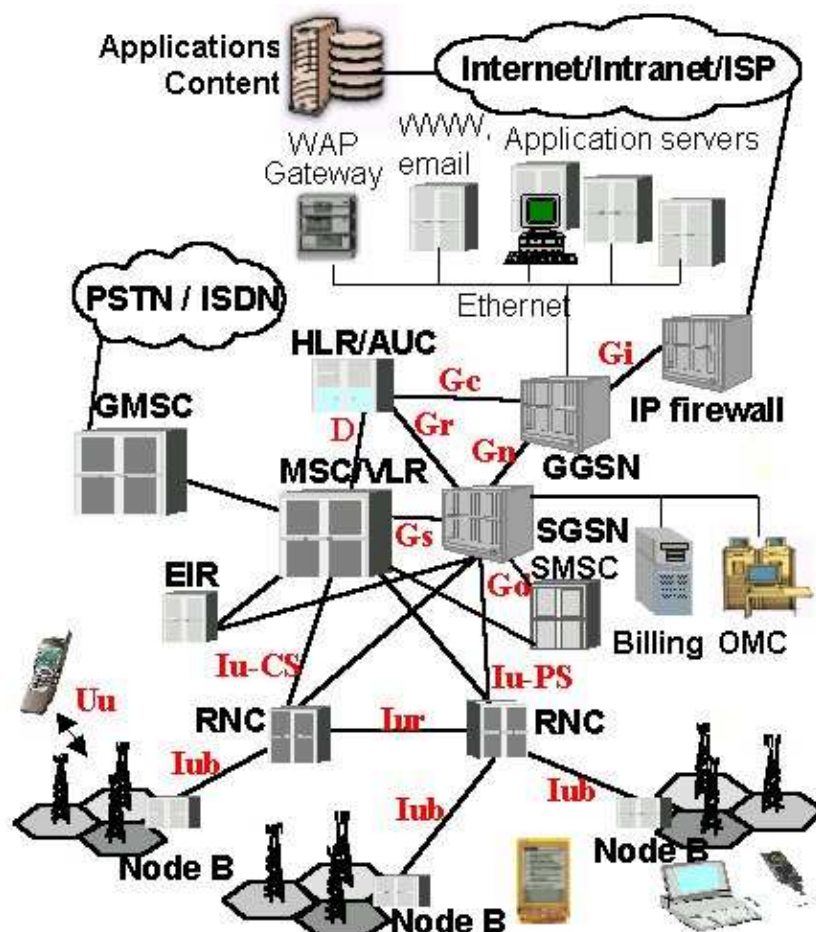 Applications
Content
Internet/Intranet/ISP
WAP
Gateway
WWW,
email
Application servers
PSTN / ISDN
Ethernet
HLR/AUC
Gc
Gi
IP firewall
GMSC
D
Gr
Gn
GGSN
MSC/VLR
Gs
SGSN
EIR
Gd
SMSC
Billing
OMC
Iu-CS
Iu-PS
Uu
RNC
Iur
RNC
Iub
Iub
Iub
Node B
Node B
Node B